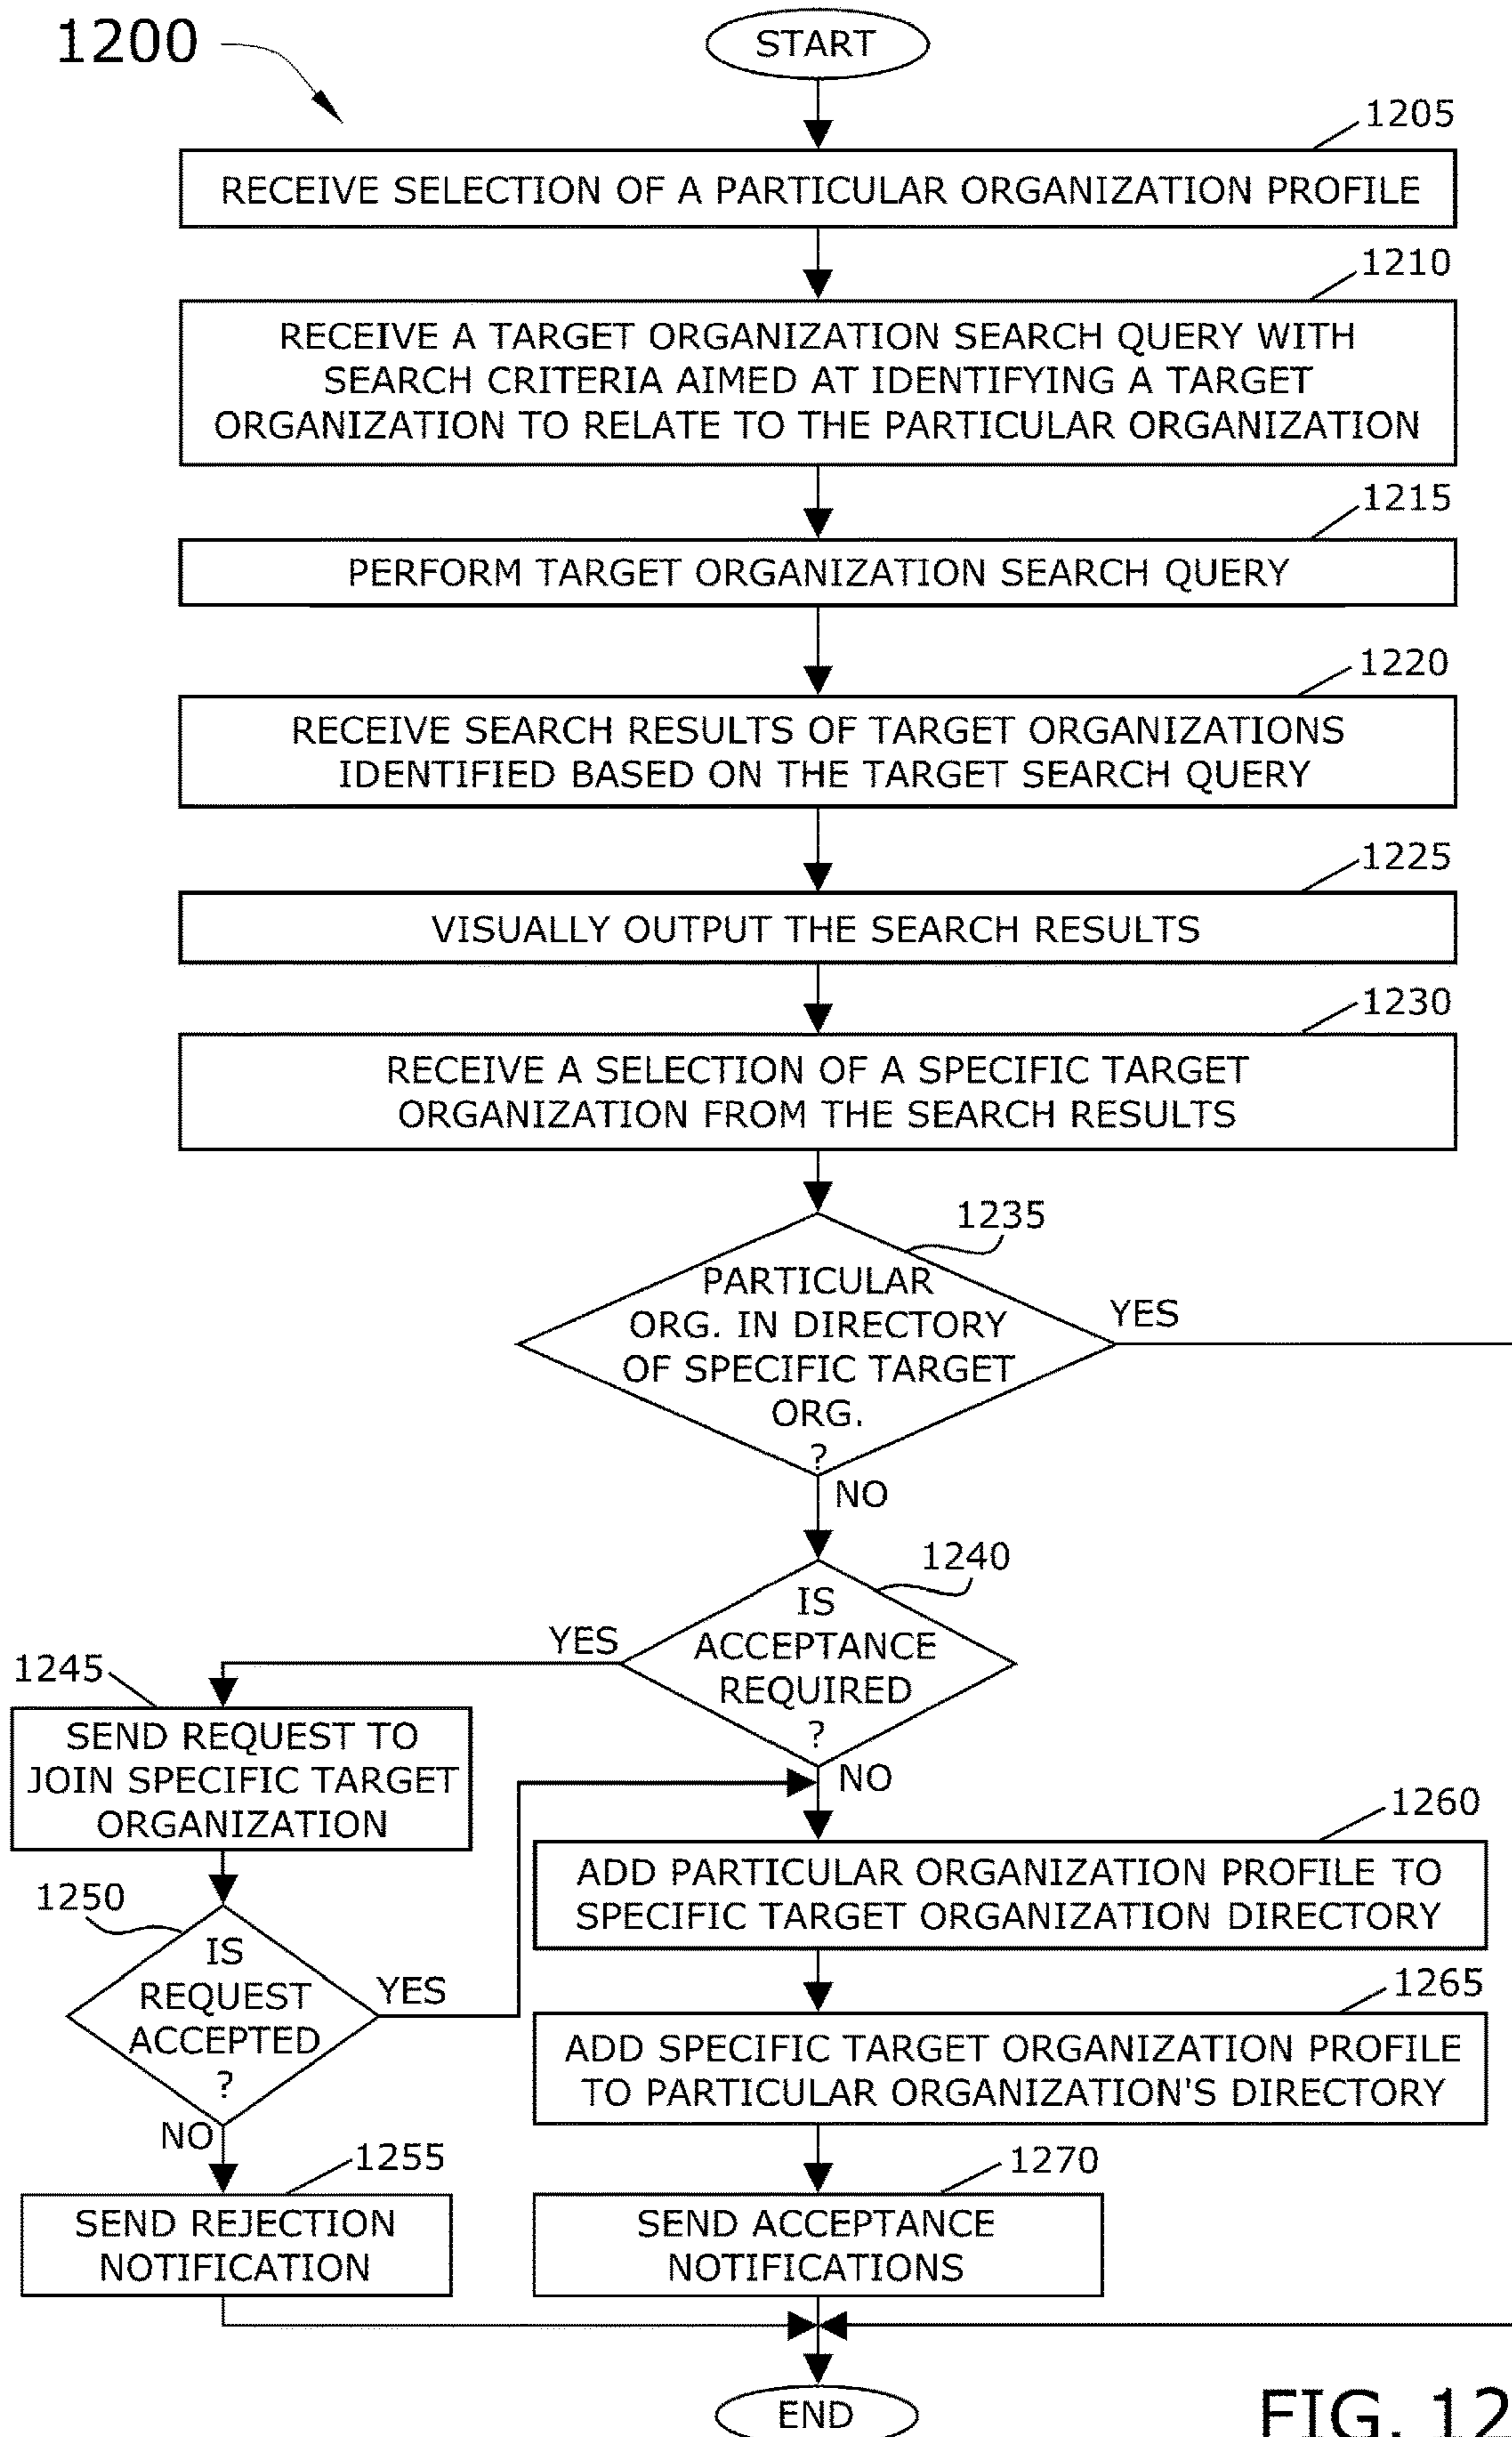 1200
START
1205
RECEIVE SELECTION OF A PARTICULAR ORGANIZATION PROFILE
1210
RECEIVE A TARGET ORGANIZATION SEARCH QUERY WITH
SEARCH CRITERIA AIMED AT IDENTIFYING A TARGET
ORGANIZATION TO RELATE TO THE PARTICULAR ORGANIZATION
1215
PERFORM TARGET ORGANIZATION SEARCH QUERY
1220
RECEIVE SEARCH RESULTS OF TARGET ORGANIZATIONS
IDENTIFIED BASED ON THE TARGET SEARCH QUERY
1225
VISUALLY OUTPUT THE SEARCH RESULTS
1230
RECEIVE A SELECTION OF A SPECIFIC TARGET
ORGANIZATION FROM THE SEARCH RESULTS
1235
PARTICULAR
ORG. IN DIRECTORY
OF SPECIFIC TARGET
ORG.
?
YES
NO
1240
IS
ACCEPTANCE
REQUIRED
?
YES
NO
1245
SEND REQUEST TO
JOIN SPECIFIC TARGET
ORGANIZATION
1250
IS
REQUEST
ACCEPTED
?
YES
NO
1255
SEND REJECTION
NOTIFICATION
1260
ADD PARTICULAR ORGANIZATION PROFILE TO
SPECIFIC TARGET ORGANIZATION DIRECTORY
1265
ADD SPECIFIC TARGET ORGANIZATION PROFILE
TO PARTICULAR ORGANIZATION'S DIRECTORY
1270
SEND ACCEPTANCE
NOTIFICATIONS
END
FIG. 12